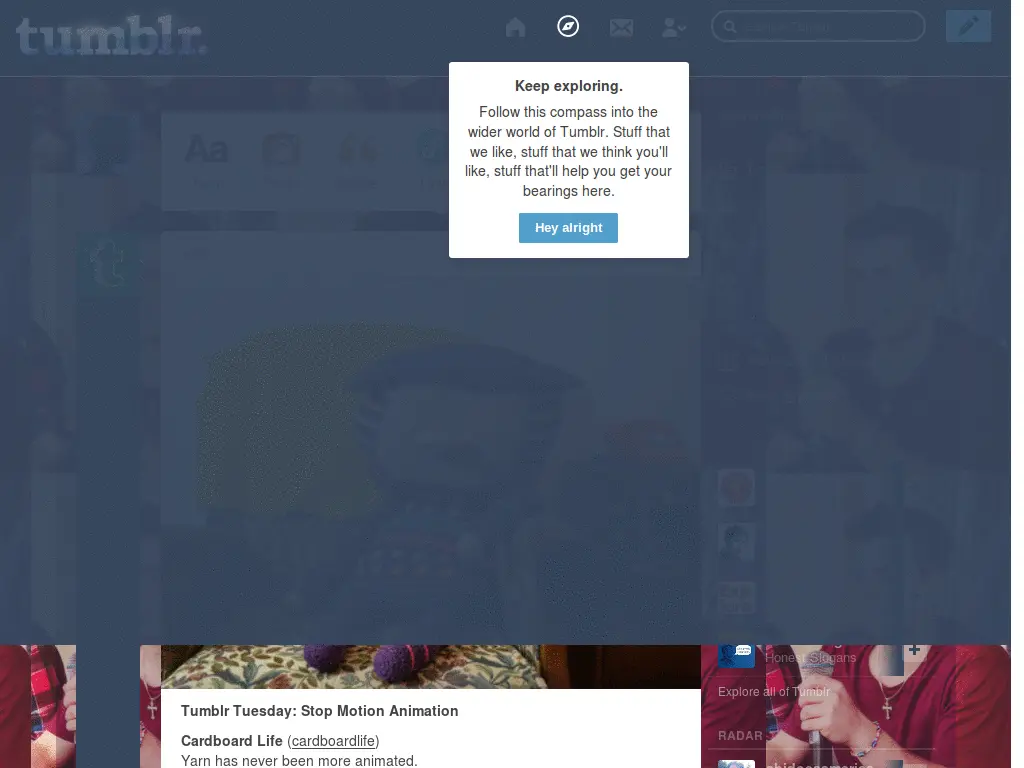 tumblr.
Keep exploring.
Follow this compass into the
wider world of Tumblr. Stuff that
we like, stuff that we think you'll
like, stuff that'll help you get your
bearings here.
Hey alright
Aa
t
Honest Slogans
Explore all of Tumblr
Tumblr Tuesday: Stop Motion Animation
RADAR
Cardboard Life (cardboardlife)
Yarn has never been more animated.